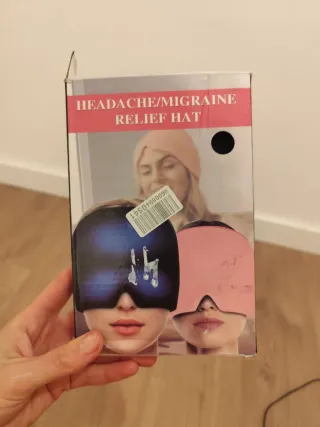 HEADACHE/MIGRAINE
RELIEF HAT